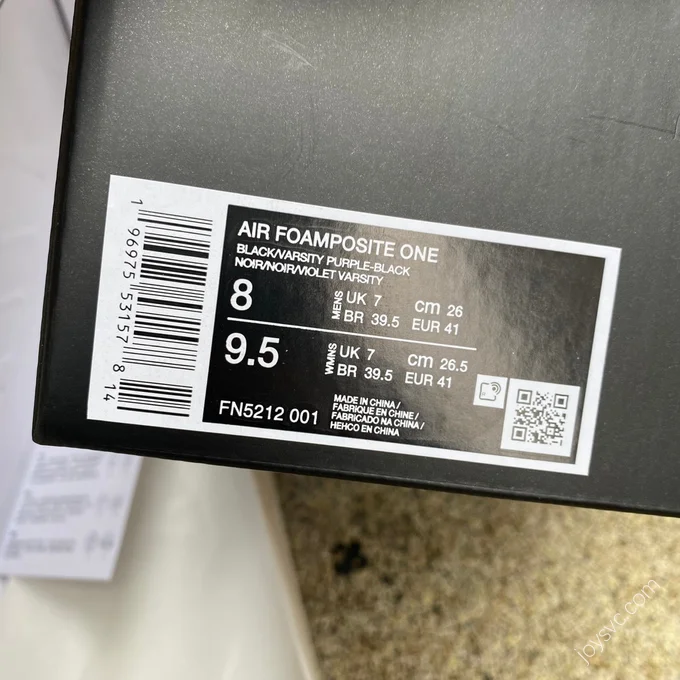 AIR FOAMPOSITE ONE
BLACK/VARSITY PURPLE-BLACK
NOIR/NOIR/VIOLET VARSITY
8 MENS UK 7 cm 26
BR 39.5 EUR 41
9.5 WMNS UK 7 cm 26.5
BR 39.5 EUR 41
FN5212 001
MADE IN CHINA /
FABRIQUE EN CHINE /
FABRICADO NA CHINA /
HECHO EN CHINA
1 96975 53157 8 14
joysvc.com